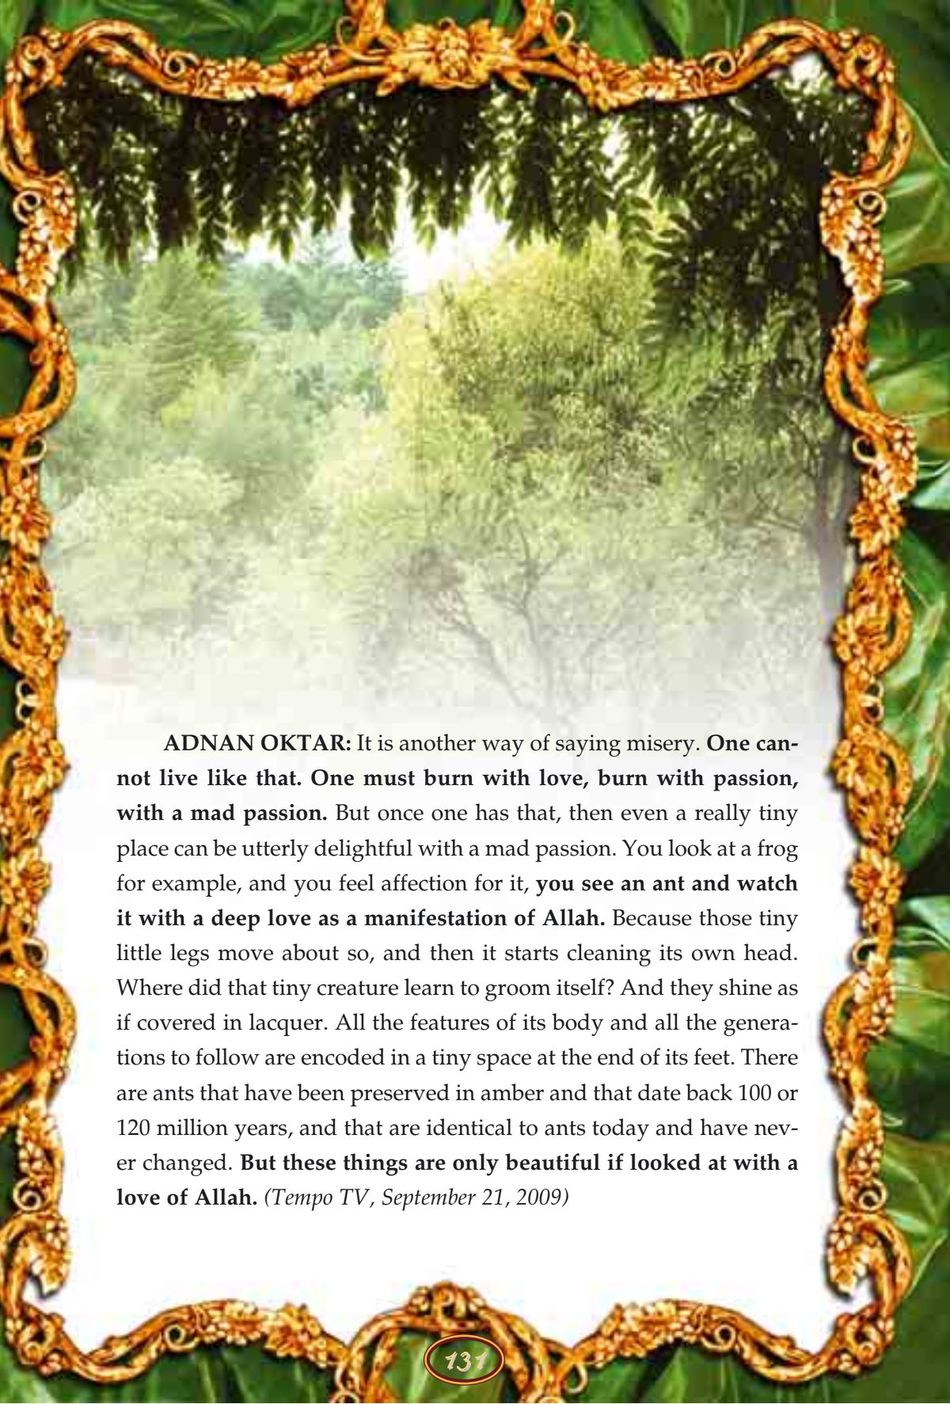 ADNAN OKTAR: It is another way of saying misery. One can-
not live like that. One must burn with love, burn with passion,
with a mad passion. But once one has that, then even a really tiny
place can be utterly delightful with a mad passion. You look at a frog
for example, and you feel affection for it, you see an ant and watch
it with a deep love as a manifestation of Allah. Because those tiny
little legs move about so, and then it starts cleaning its own head.
Where did that tiny creature learn to groom itself? And they shine as
if covered in lacquer. All the features of its body and all the genera-
tions to follow are encoded in a tiny space at the end of its feet. There
are ants that have been preserved in amber and that date back 100 or
120 million years, and that are identical to ants today and have nev-
er changed. But these things are only beautiful if looked at with a
love of Allah. (Tempo TV, September 21, 2009)
131